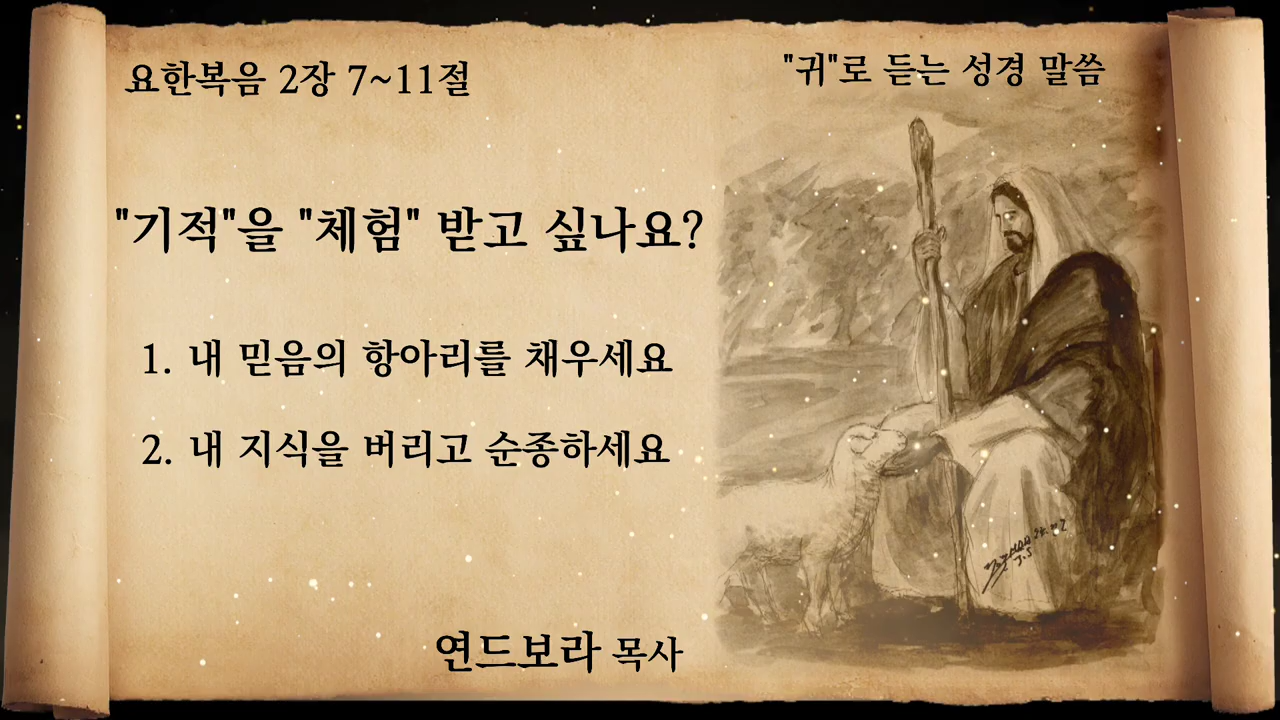 요한복음 2장 7~11절
"귀"로 듣는 성경 말씀
"기적"을 "체험" 받고 싶나요?
1. 내 믿음의 항아리를 채우세요
2. 내 지식을 버리고 순종하세요
연드보라 목사